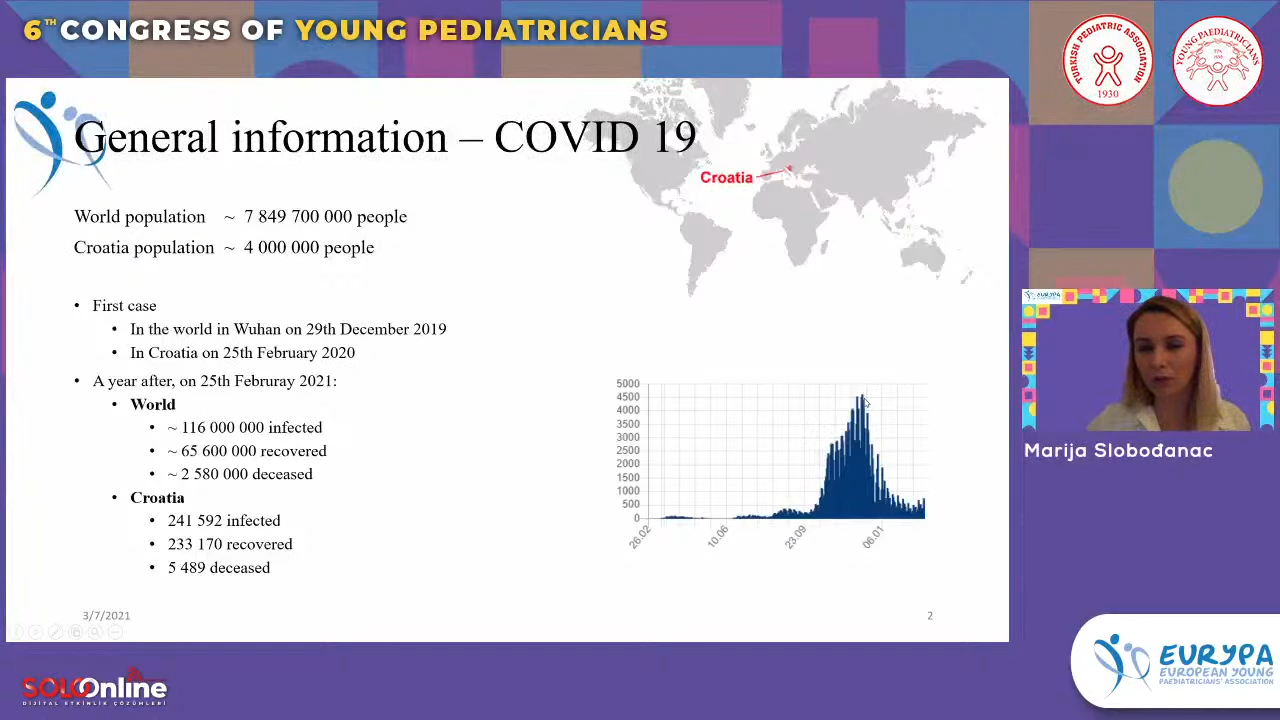 6TH CONGRESS OF YOUNG PEDIATRICIANS
TURKISH PEDIATRIC ASSOCIATION
1930
YOUNG PAEDIATRICIANS
General information – COVID 19
Croatia
World population ~ 7 849 700 000 people
Croatia population ~ 4 000 000 people
• First case
• In the world in Wuhan on 29th December 2019
• In Croatia on 25th February 2020
• A year after, on 25th Februray 2021:
• World
• ~ 116 000 000 infected
• ~ 65 600 000 recovered
• ~ 2 580 000 deceased
• Croatia
• 241 592 infected
• 233 170 recovered
• 5 489 deceased
5000
4500
4000
3500
3000
2500
2000
1500
1000
500
0
26.02
10.06
23.09
06.01
3/7/2021
2
EURYPA
Marija Slobođanac
SOLO Online
DİJİTAL ETKİNLİK ÇÖZÜMLERİ
EURYPA
EUROPEAN YOUNG
PAEDIATRICIANS' ASSOCIATION